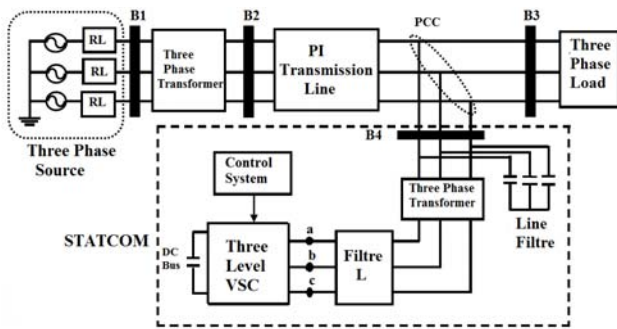 B1
B2
PCC
B3
RL
RL
RL
Three
Phase
Transformer
PI
Transmission
Line
Three
Phase
Load
Three Phase
Source
B4
Control
System
Three Phase
Transformer
Line
Filtre
STATCOM
DC
Bus
Three
Level
VSC
a
b
c
Filtre
L